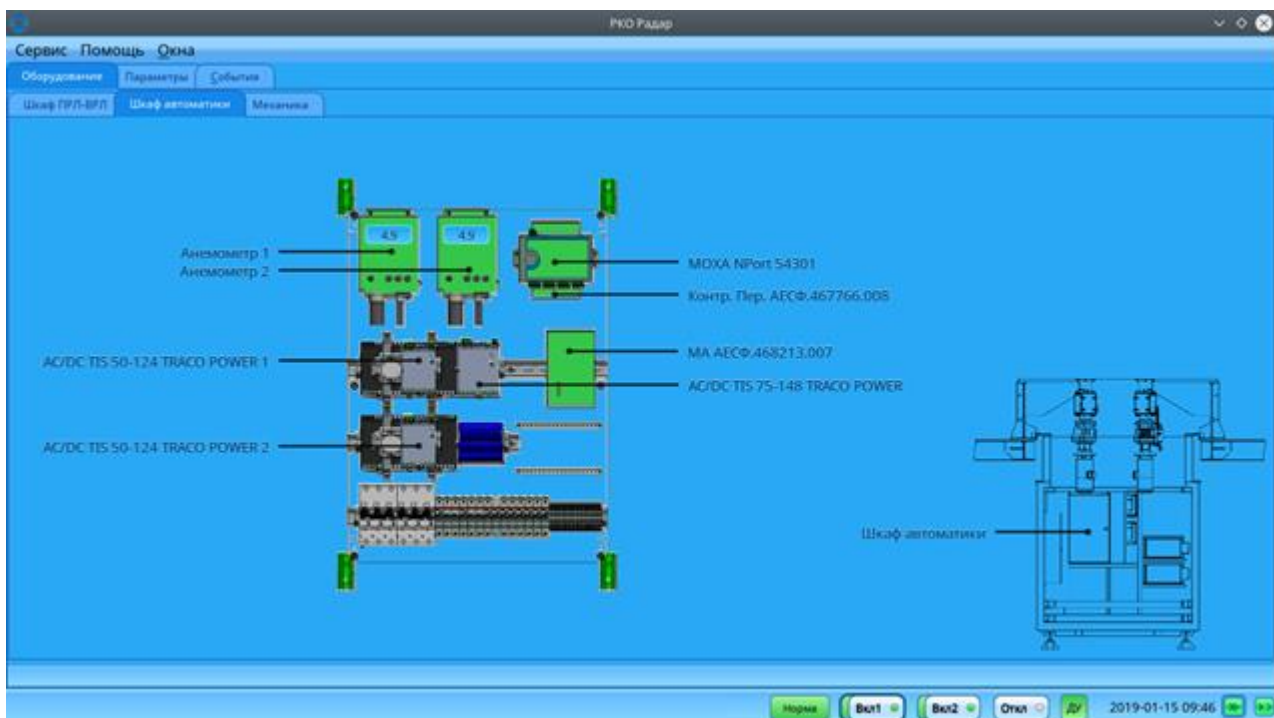 РКО Радар
Сервис Помощь Окна
Оборудование Параметры События
Шкаф ПРЛ-ВРЛ Шкаф автоматики Механика
4.9 4.9
Анемометр 1
Анемометр 2
MOXA NPort 54301
Контр. Пер. АЕСФ.467766.008
AC/DC TIS 50-124 TRACO POWER 1
МА АЕСФ.468213.007
AC/DC TIS 75-148 TRACO POWER
AC/DC TIS 50-124 TRACO POWER 2
Шкаф автоматики
Норма Вкл1 Вкл2 Откл ДУ 2019-01-15 09:46